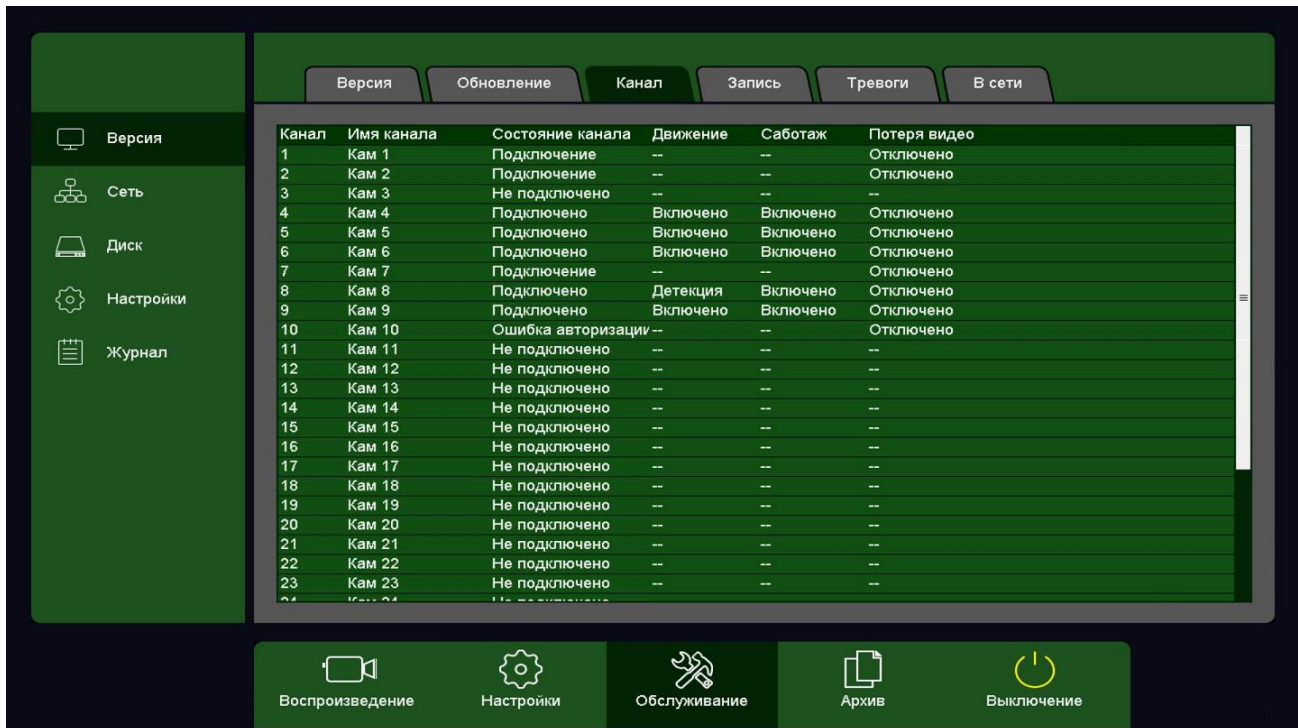 Версия Обновление Канал Запись Тревоги В сети
Версия
Сеть
Диск
Настройки
Журнал
Канал Имя канала Состояние канала Движение Саботаж Потеря видео
1 Кам 1 Подключение -- -- Отключено
2 Кам 2 Подключение -- -- Отключено
3 Кам 3 Не подключено -- -- --
4 Кам 4 Подключено Включено Включено Отключено
5 Кам 5 Подключено Включено Включено Отключено
6 Кам 6 Подключено Включено Включено Отключено
7 Кам 7 Подключение -- -- Отключено
8 Кам 8 Подключено Детекция Включено Отключено
9 Кам 9 Подключено Включено Включено Отключено
10 Кам 10 Ошибка авторизации -- -- Отключено
11 Кам 11 Не подключено -- -- --
12 Кам 12 Не подключено -- -- --
13 Кам 13 Не подключено -- -- --
14 Кам 14 Не подключено -- -- --
15 Кам 15 Не подключено -- -- --
16 Кам 16 Не подключено -- -- --
17 Кам 17 Не подключено -- -- --
18 Кам 18 Не подключено -- -- --
19 Кам 19 Не подключено -- -- --
20 Кам 20 Не подключено -- -- --
21 Кам 21 Не подключено -- -- --
22 Кам 22 Не подключено -- -- --
23 Кам 23 Не подключено -- -- --
Воспроизведение Настройки Обслуживание Архив Выключение